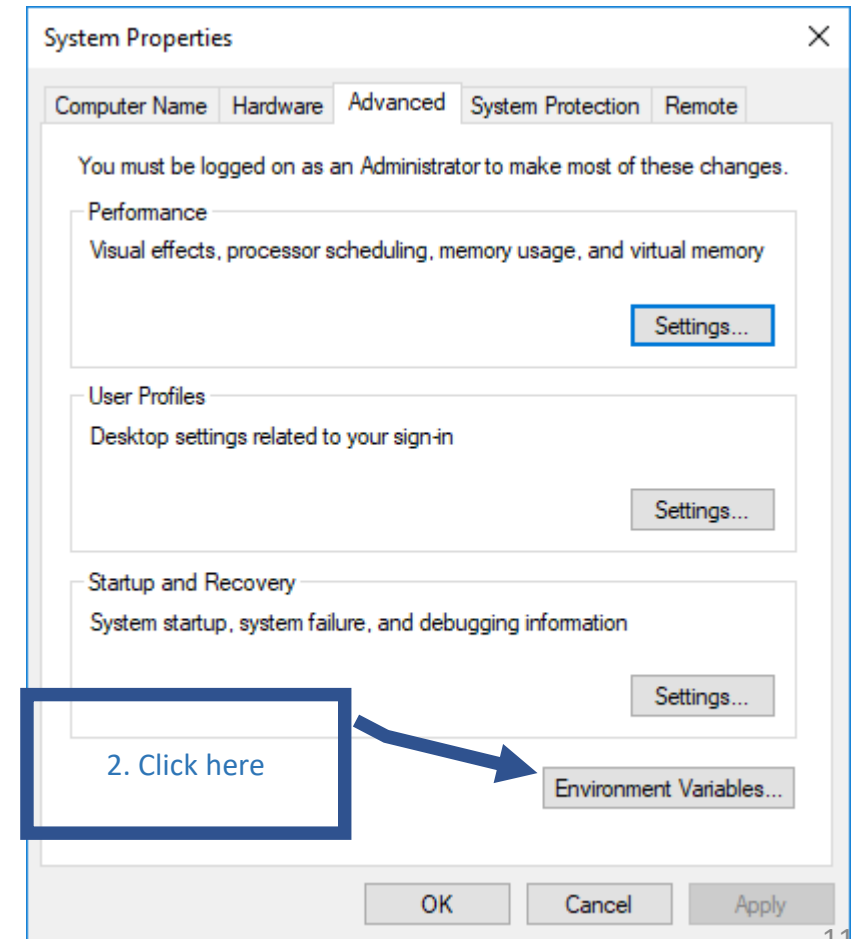 System Properties
Computer Name Hardware Advanced System Protection Remote
You must be logged on as an Administrator to make most of these changes.
Performance
Visual effects, processor scheduling, memory usage, and virtual memory
Settings...
User Profiles
Desktop settings related to your sign-in
Settings...
Startup and Recovery
System startup, system failure, and debugging information
Settings...
2. Click here
Environment Variables...
OK Cancel Apply
11